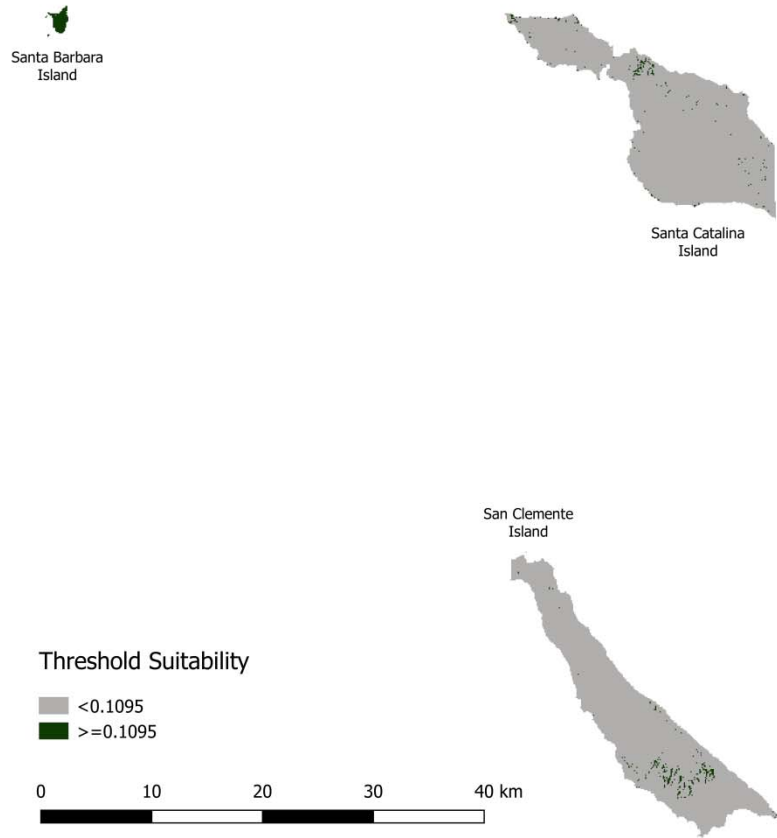 Santa Barbara
Island
Santa Catalina
Island
San Clemente
Island
Threshold Suitability
<0.1095
>=0.1095
0 10 20 30 40 km